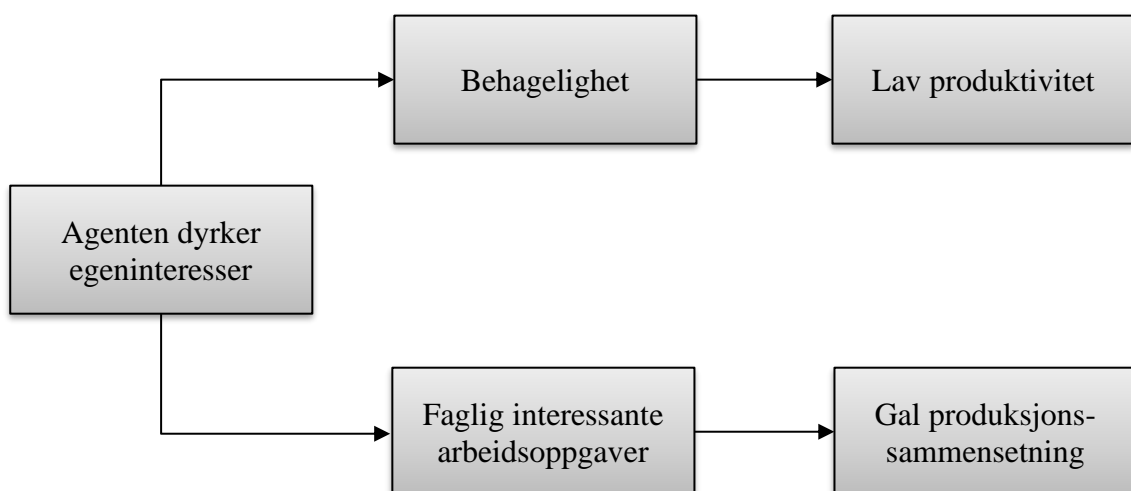 Behagelighet
Lav produktivitet
Agenten dyrker
egeninteresser
Faglig interessante
arbeidsoppgaver
Gal produksjons-
sammensetning